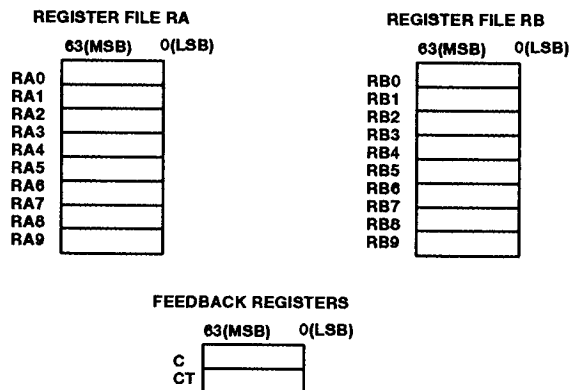 REGISTER FILE RA
63(MSB) 0(LSB)
RA0
RA1
RA2
RA3
RA4
RA5
RA6
RA7
RA8
RA9
REGISTER FILE RB
63(MSB) 0(LSB)
RB0
RB1
RB2
RB3
RB4
RB5
RB6
RB7
RB8
RB9
FEEDBACK REGISTERS
63(MSB) 0(LSB)
C
CT